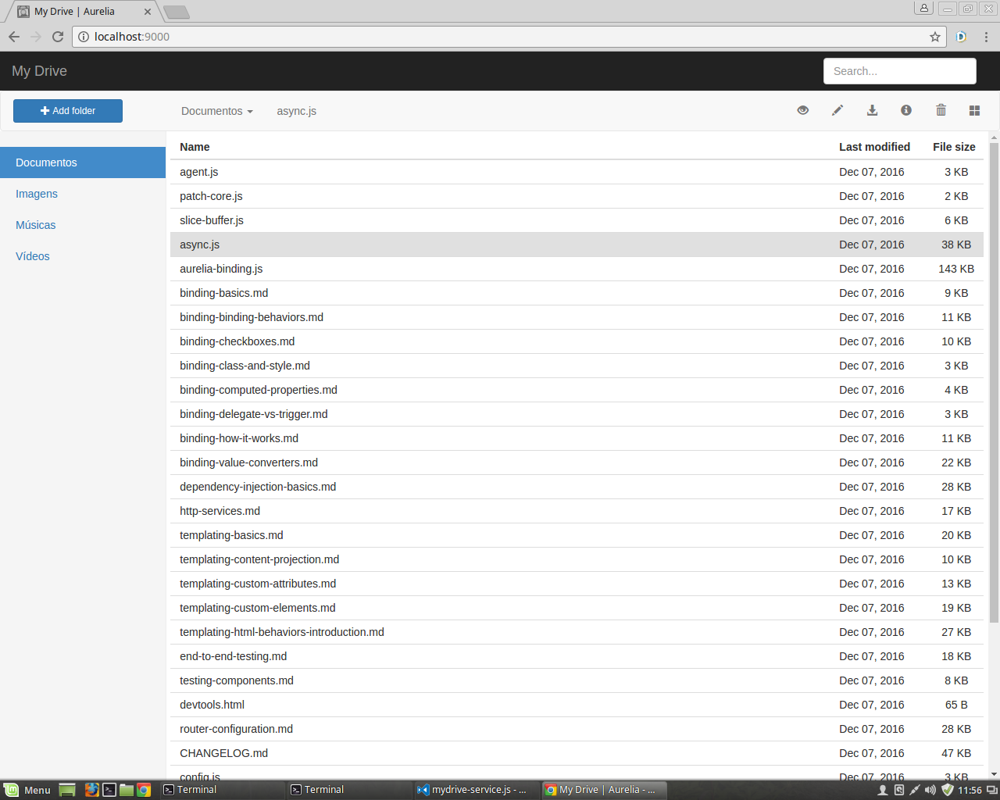 My Drive | Aurelia
localhost:9000
My Drive
Search...
Add folder
Documentos
async.js
Documentos
Imagens
Músicas
Vídeos
Name Last modified File size
agent.js Dec 07, 2016 3 KB
patch-core.js Dec 07, 2016 2 KB
slice-buffer.js Dec 07, 2016 6 KB
async.js Dec 07, 2016 38 KB
aurelia-binding.js Dec 07, 2016 143 KB
binding-basics.md Dec 07, 2016 9 KB
binding-binding-behaviors.md Dec 07, 2016 11 KB
binding-checkboxes.md Dec 07, 2016 10 KB
binding-class-and-style.md Dec 07, 2016 3 KB
binding-computed-properties.md Dec 07, 2016 4 KB
binding-delegate-vs-trigger.md Dec 07, 2016 3 KB
binding-how-it-works.md Dec 07, 2016 11 KB
binding-value-converters.md Dec 07, 2016 22 KB
dependency-injection-basics.md Dec 07, 2016 28 KB
http-services.md Dec 07, 2016 17 KB
templating-basics.md Dec 07, 2016 20 KB
templating-content-projection.md Dec 07, 2016 10 KB
templating-custom-attributes.md Dec 07, 2016 13 KB
templating-custom-elements.md Dec 07, 2016 19 KB
templating-html-behaviors-introduction.md Dec 07, 2016 27 KB
end-to-end-testing.md Dec 07, 2016 18 KB
testing-components.md Dec 07, 2016 8 KB
devtools.html Dec 07, 2016 65 B
router-configuration.md Dec 07, 2016 28 KB
CHANGELOG.md Dec 07, 2016 47 KB
config.js Dec 07, 2016 3 KB
Menu
Terminal
Terminal
mydrive-service.js - ...
My Drive | Aurelia - ...
11:56